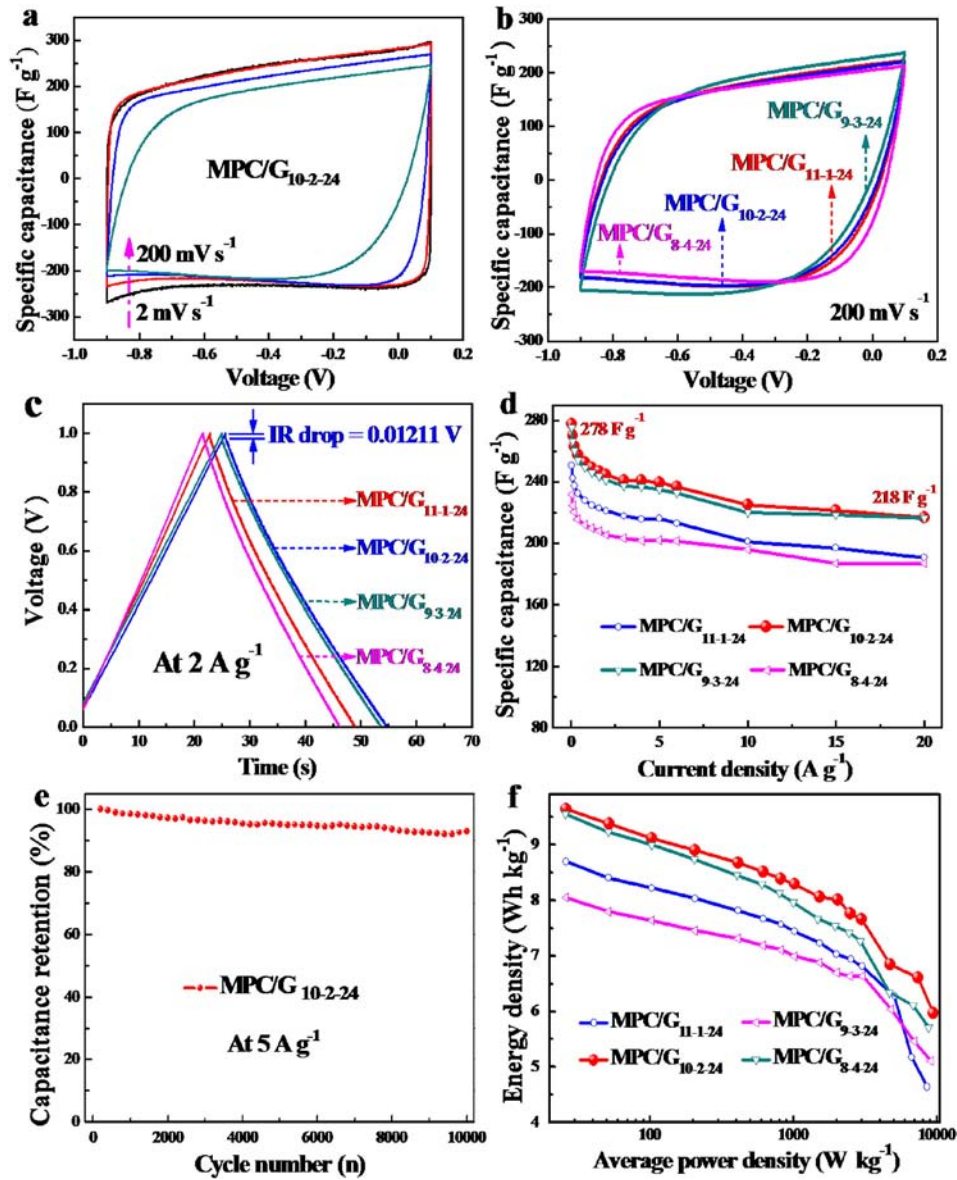 a
Specific capacitance (F g⁻¹)
300
200
100
0
-100
-200
-300
MPC/G₁₀₋₂₋₂₄
200 mV s⁻¹
2 mV s⁻¹
-1.0 -0.8 -0.6 -0.4 -0.2 0.0 0.2
Voltage (V)
b
Specific capacitance (F g⁻¹)
300
200
100
0
-100
-200
-300
MPC/G₉₋₃₋₂₄
MPC/G₁₁₋₁₋₂₄
MPC/G₁₀₋₂₋₂₄
MPC/G₈₋₄₋₂₄
200 mV s⁻¹
-1.0 -0.8 -0.6 -0.4 -0.2 0.0 0.2
Voltage (V)
c
Voltage (V)
1.0
0.8
0.6
0.4
0.2
0.0
IR drop = 0.01211 V
MPC/G₁₁₋₁₋₂₄
MPC/G₁₀₋₂₋₂₄
MPC/G₉₋₃₋₂₄
MPC/G₈₋₄₋₂₄
At 2 A g⁻¹
0 10 20 30 40 50 60 70
Time (s)
d
Specific capacitance (F g⁻¹)
280
240
200
160
120
80
278 F g⁻¹
218 F g⁻¹
MPC/G₁₁₋₁₋₂₄ MPC/G₁₀₋₂₋₂₄
MPC/G₉₋₃₋₂₄ MPC/G₈₋₄₋₂₄
0 5 10 15 20
Current density (A g⁻¹)
e
Capacitance retention (%)
100
80
60
40
20
0
MPC/G ₁₀₋₂₋₂₄
At 5 A g⁻¹
0 2000 4000 6000 8000 10000
Cycle number (n)
f
Energy density (Wh kg⁻¹)
9
8
7
6
5
4
MPC/G₁₁₋₁₋₂₄ MPC/G₉₋₃₋₂₄
MPC/G₁₀₋₂₋₂₄ MPC/G₈₋₄₋₂₄
100 1000 10000
Average power density (W kg⁻¹)